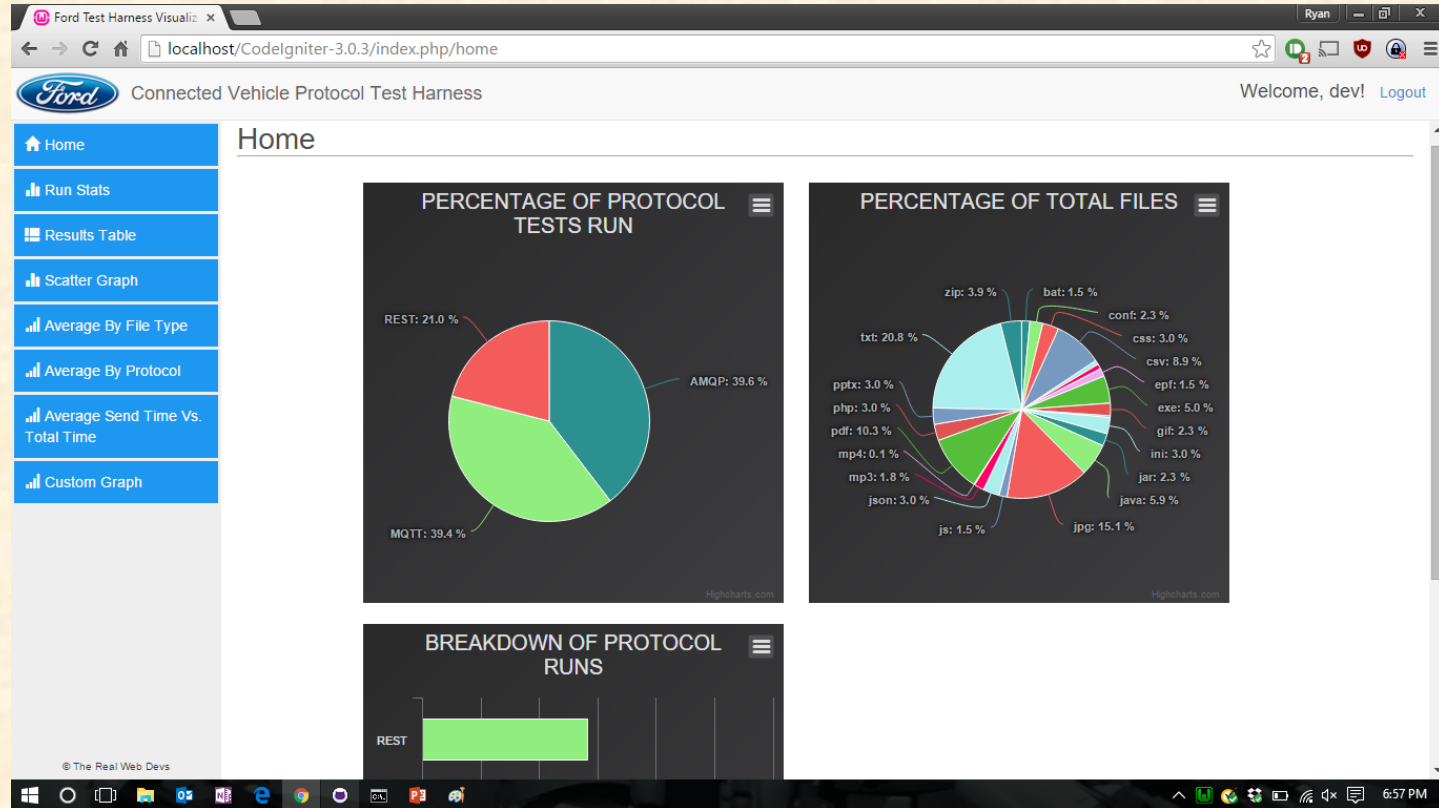 Ford Test Harness Visualiz
Ryan
localhost/CodeIgniter-3.0.3/index.php/home
2
Ford
Connected Vehicle Protocol Test Harness
Welcome, dev! Logout
Home
Run Stats
Results Table
Scatter Graph
Average By File Type
Average By Protocol
Average Send Time Vs.
Total Time
Custom Graph
© The Real Web Devs
Home
PERCENTAGE OF PROTOCOL
TESTS RUN
REST: 21.0 %
AMQP: 39.6 %
MQTT: 39.4 %
Highcharts.com
PERCENTAGE OF TOTAL FILES
zip: 3.9 %
bat: 1.5 %
conf: 2.3 %
txt: 20.8 %
css: 3.0 %
csv: 8.9 %
pptx: 3.0 %
epf: 1.5 %
php: 3.0 %
exe: 5.0 %
pdf: 10.3 %
gif: 2.3 %
mp4: 0.1 %
ini: 3.0 %
mp3: 1.8 %
jar: 2.3 %
json: 3.0 %
java: 5.9 %
js: 1.5 %
jpg: 15.1 %
Highcharts.com
BREAKDOWN OF PROTOCOL
RUNS
REST
6:57 PM